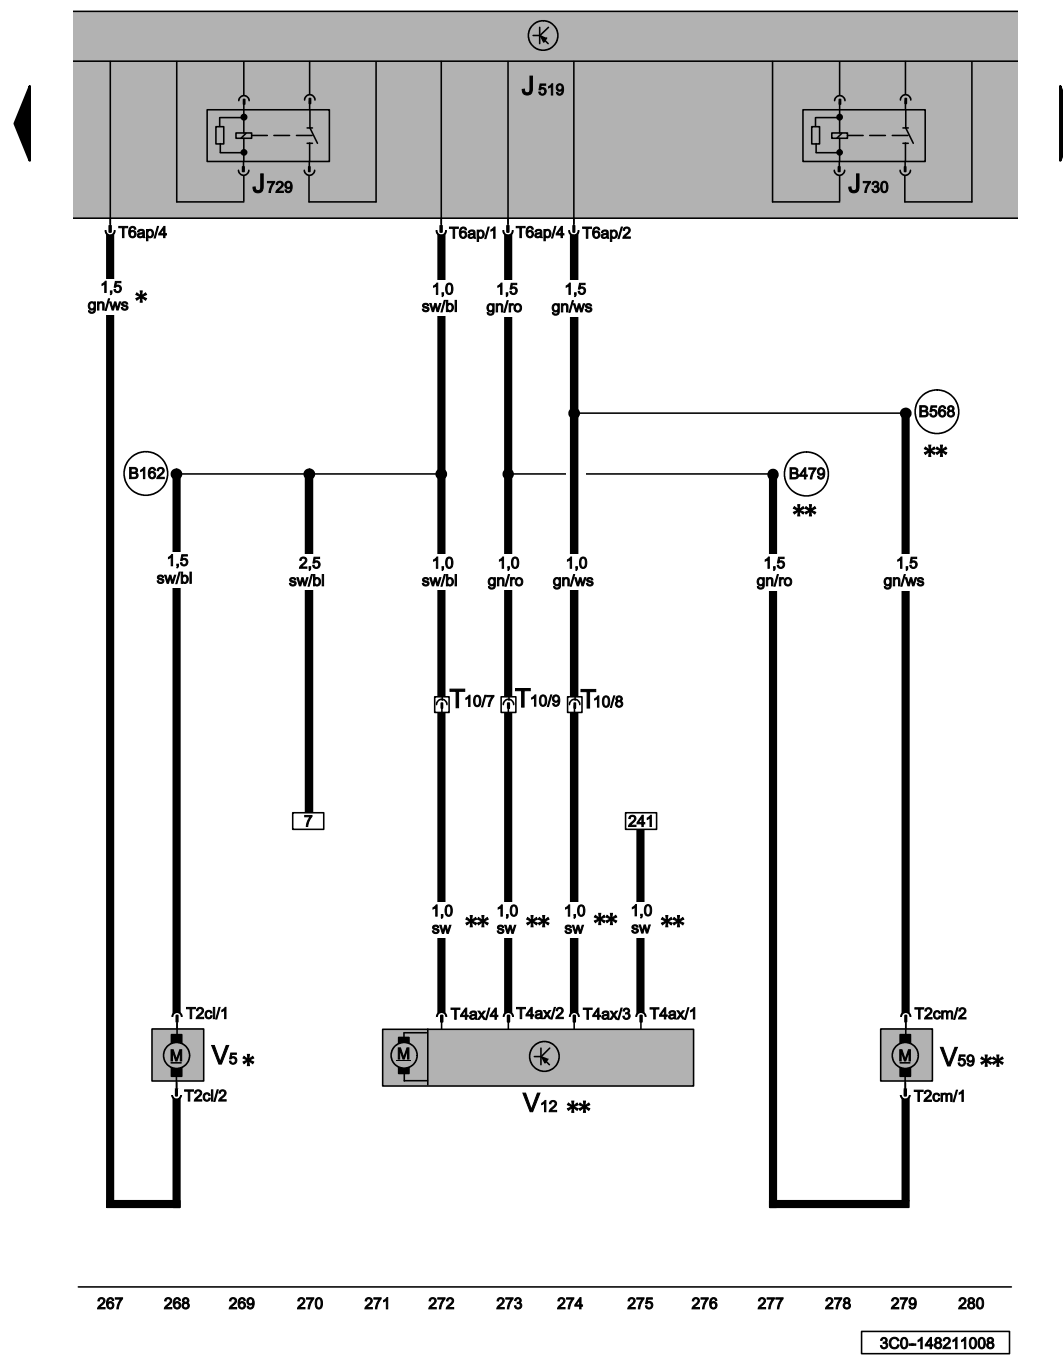 J 519
J 729
J 730
T6ap/4
T6ap/1
T6ap/4
T6ap/2
1,5
gn/ws *
1,0
sw/bl
1,5
gn/ro
1,5
gn/ws
B568
**
B162
B479
**
1,5
sw/bl
2,5
sw/bl
1,0
sw/bl
1,0
gn/ro
1,0
gn/ws
1,5
gn/ro
1,5
gn/ws
T10/7
T10/9
T10/8
7
241
1,0
sw **
1,0
sw **
1,0
sw **
1,0
sw **
T2cl/1
T4ax/4
T4ax/2
T4ax/3
T4ax/1
T2cm/2
M
V5 *
M
M
V59 **
T2cl/2
V12 **
T2cm/1
267 268 269 270 271 272 273 274 275 276 277 278 279 280
3C0-148211008